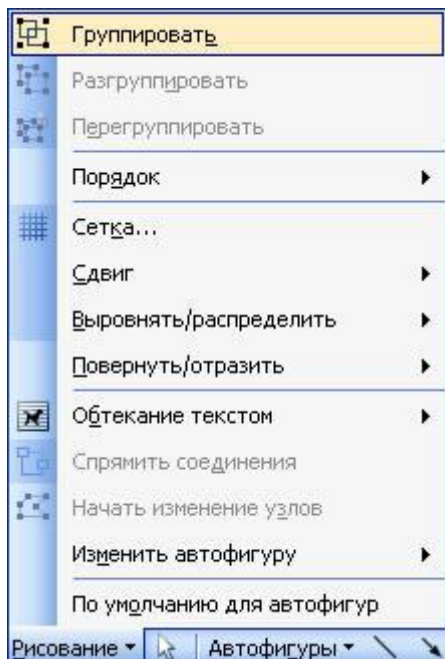 Группировать
Разгруппировать
Перегруппировать
Порядок
Сетка...
Сдвиг
Выровнять/распределить
Повернуть/отразить
Обтекание текстом
Спрямить соединения
Начать изменение узлов
Изменить автофигуру
По умолчанию для автофигур
Рисование Автофигуры